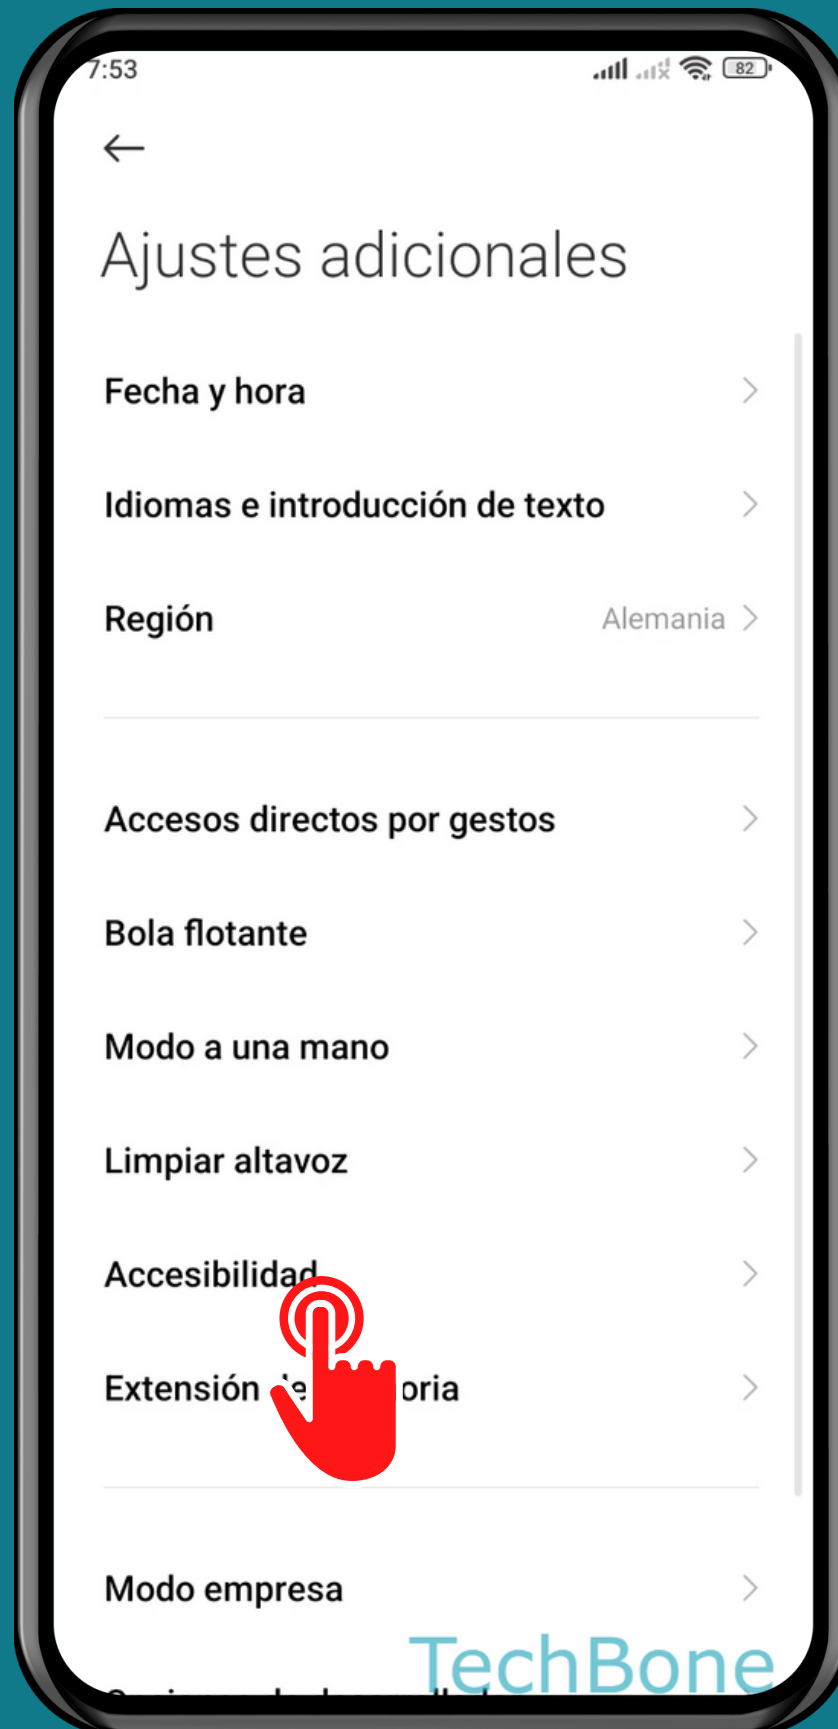 7:53
82
Ajustes adicionales
Fecha y hora
Idiomas e introducción de texto
Región
Alemania
Accesos directos por gestos
Bola flotante
Modo a una mano
Limpiar altavoz
Accesibilidad
Extensión
Modo empresa
TechBone